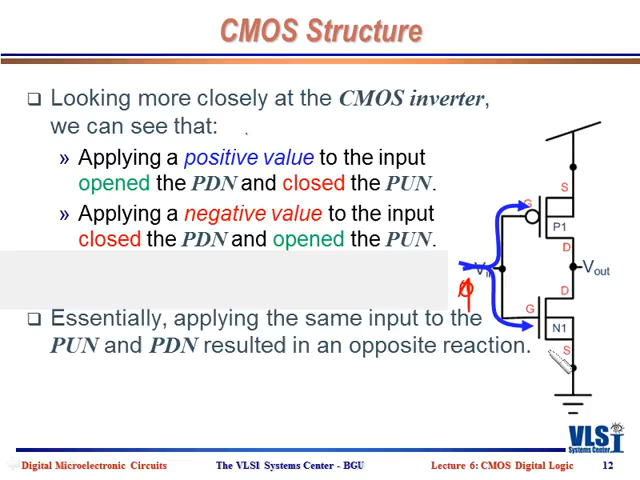 CMOS Structure
❑ Looking more closely at the CMOS inverter,
we can see that:
» Applying a positive value to the input
opened the PDN and closed the PUN.
» Applying a negative value to the input
closed the PDN and opened the PUN.
❑ Essentially, applying the same input to the
PUN and PDN resulted in an opposite reaction.
S
G
P1
D
Vin
Vout
D
G
N1
S
VLSI
Systems Center
Digital Microelectronic Circuits
The VLSI Systems Center - BGU
Lecture 6: CMOS Digital Logic
12